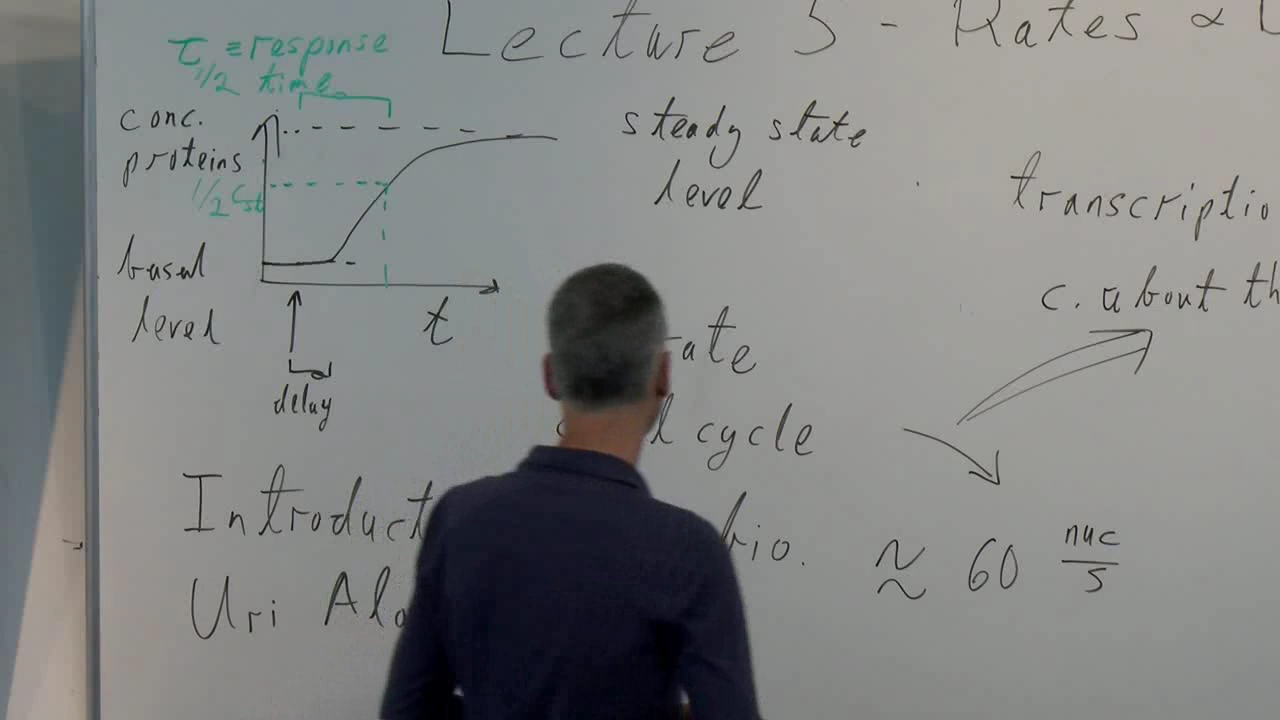 Lecture 5 - Rates &
τ 1/2 ≡ response
time
conc.
proteins
1/2 Cst
basal
level
t
delay
steady state
level
transcriptio
c. about th
ate
l cycle
Introduct bio.
Uri Alo
≈ 60 nuc/s